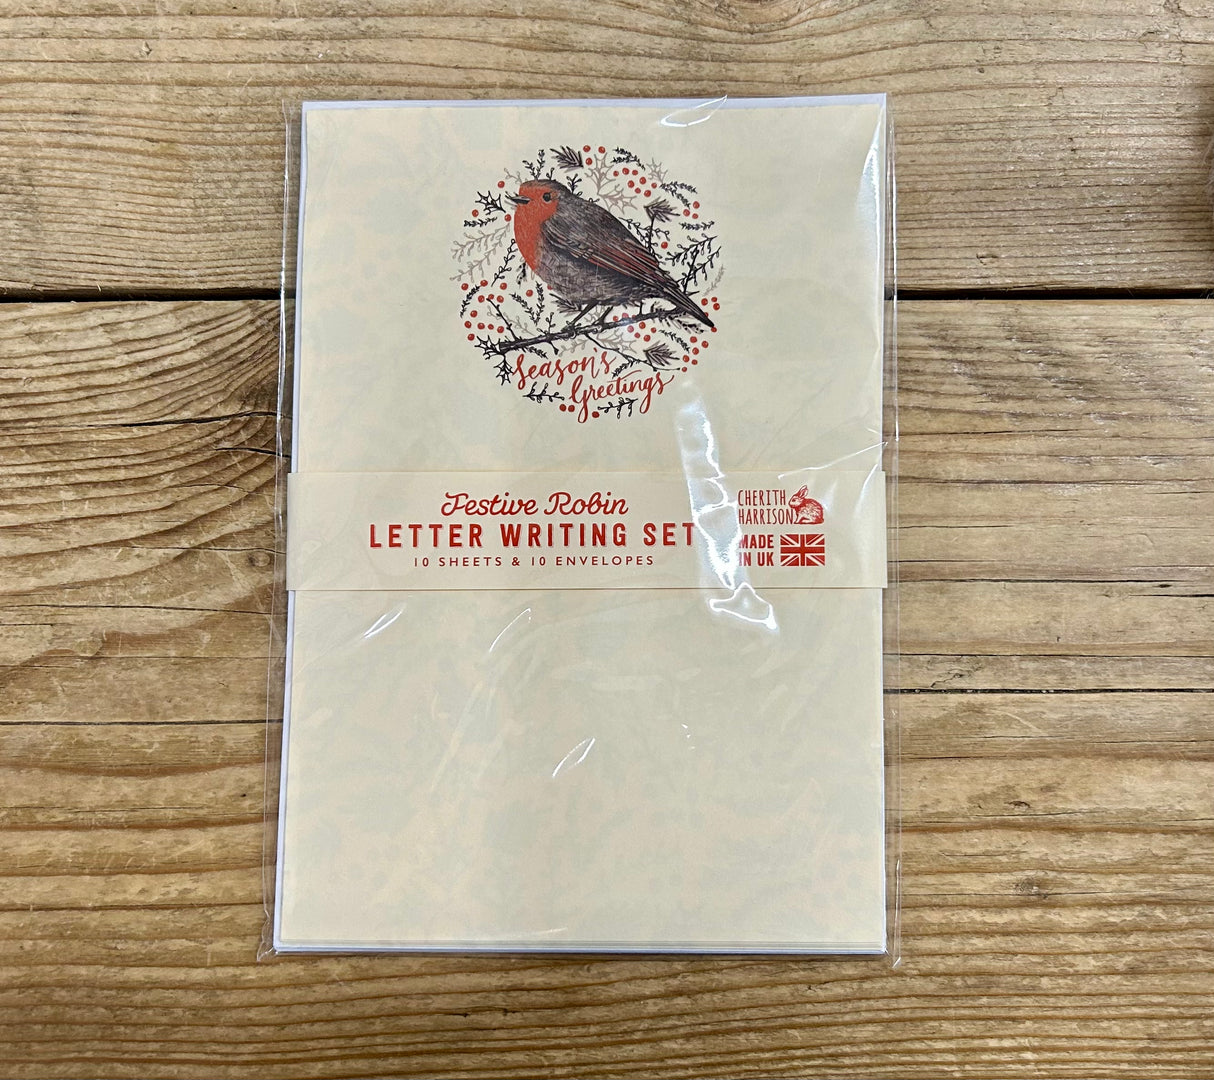 Season's
Greetings
Festive Robin
LETTER WRITING SET
10 SHEETS & 10 ENVELOPES
CHERITH
HARRISON
MADE
IN UK